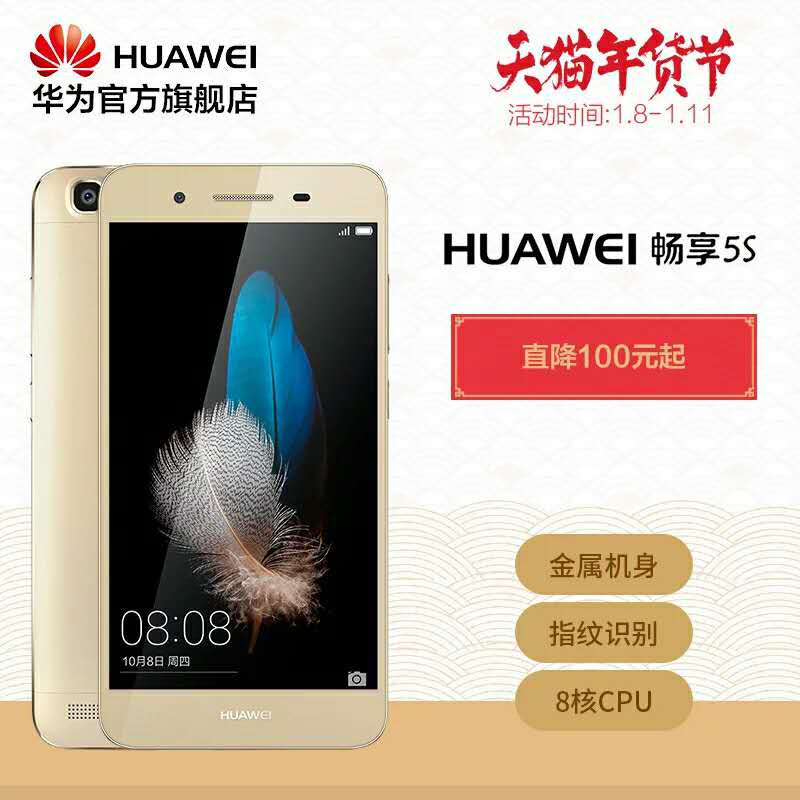 HUAWEI
华为官方旗舰店
天猫年货节
活动时间:1.8-1.11
HUAWEI 畅享5S
直降100元起
金属机身
指纹识别
8核CPU
08:08
10月8日 周四
HUAWEI